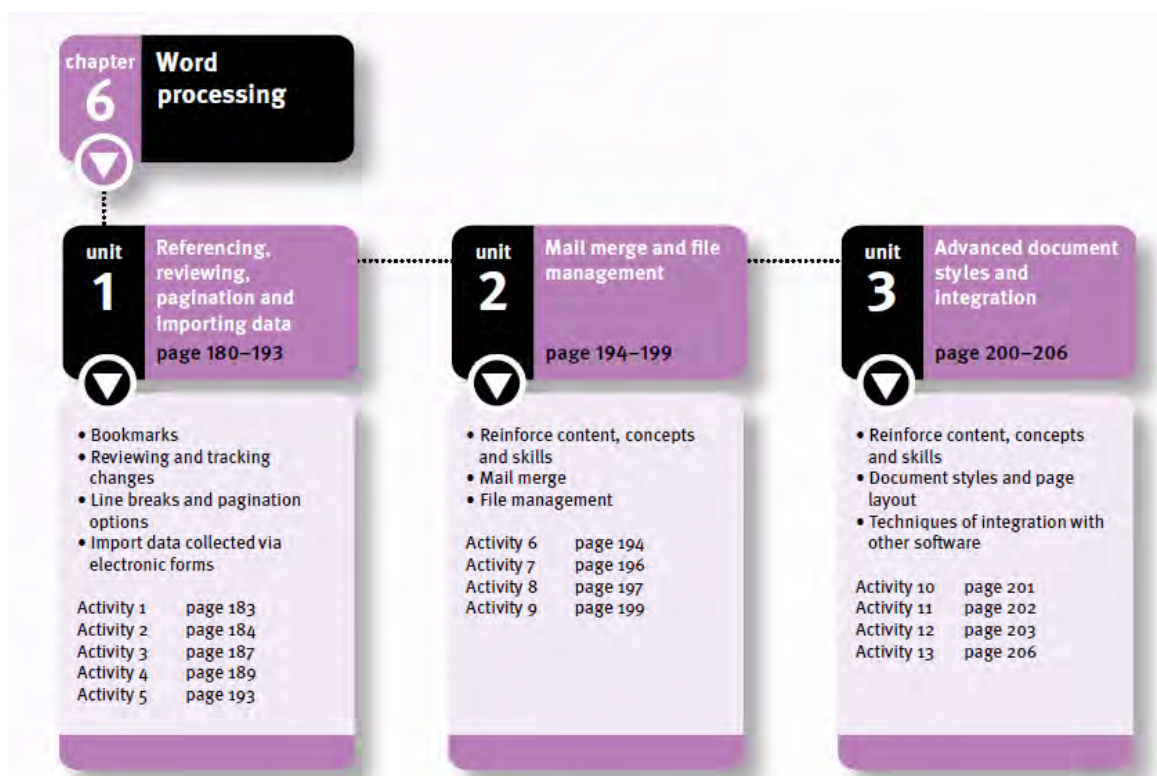 chapter
6
Word
processing
unit
1
Referencing,
reviewing,
pagination and
importing data
page 180–193
• Bookmarks
• Reviewing and tracking
changes
• Line breaks and pagination
options
• Import data collected via
electronic forms
Activity 1 page 183
Activity 2 page 184
Activity 3 page 187
Activity 4 page 189
Activity 5 page 193
unit
2
Mail merge and file
management
page 194–199
• Reinforce content, concepts
and skills
• Mail merge
• File management
Activity 6 page 194
Activity 7 page 196
Activity 8 page 197
Activity 9 page 199
unit
3
Advanced document
styles and
integration
page 200–206
• Reinforce content, concepts
and skills
• Document styles and page
layout
• Techniques of integration with
other software
Activity 10 page 201
Activity 11 page 202
Activity 12 page 203
Activity 13 page 206